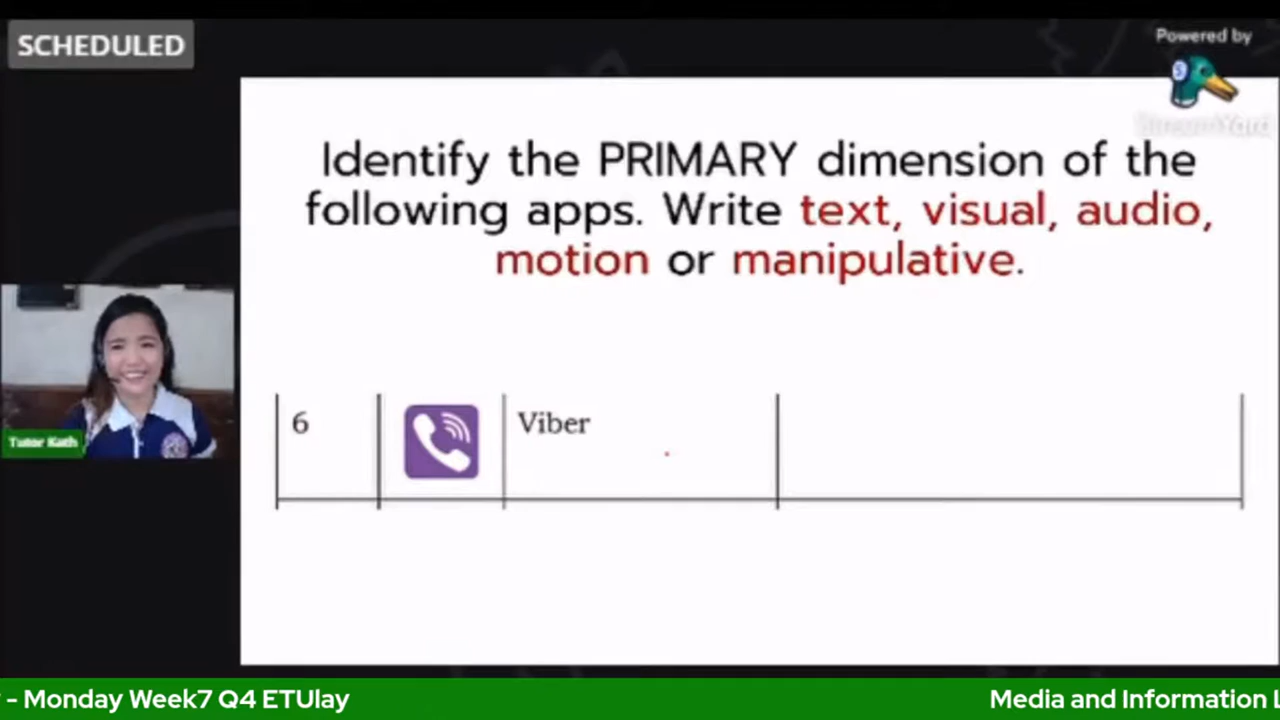 SCHEDULED
Powered by
StreamYard
Identify the PRIMARY dimension of the
following apps. Write text, visual, audio,
motion or manipulative.
6 Viber
Tutor Kath
- Monday Week7 Q4 ETUlay
Media and Information L